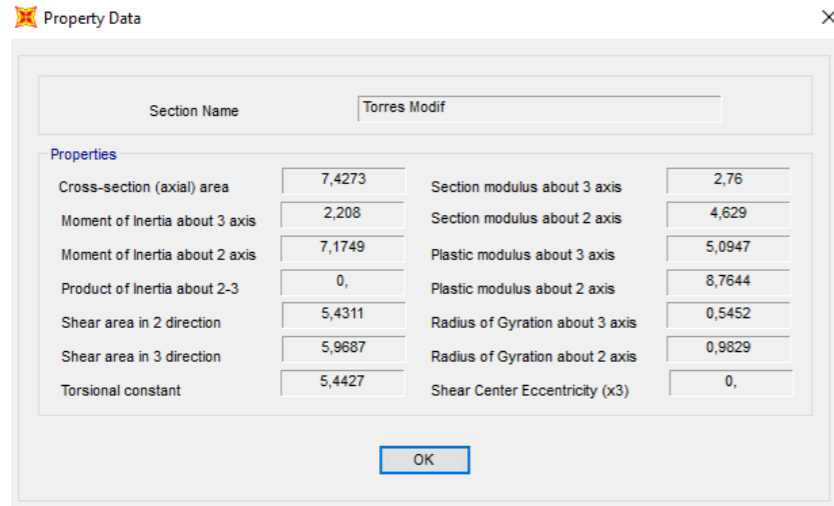 Property Data
Section Name Torres Modif
Properties
Cross-section (axial) area 7,4273 Section modulus about 3 axis 2,76
Moment of Inertia about 3 axis 2,208 Section modulus about 2 axis 4,629
Moment of Inertia about 2 axis 7,1749 Plastic modulus about 3 axis 5,0947
Product of Inertia about 2-3 0, Plastic modulus about 2 axis 8,7644
Shear area in 2 direction 5,4311 Radius of Gyration about 3 axis 0,5452
Shear area in 3 direction 5,9687 Radius of Gyration about 2 axis 0,9829
Torsional constant 5,4427 Shear Center Eccentricity (x3) 0,
OK